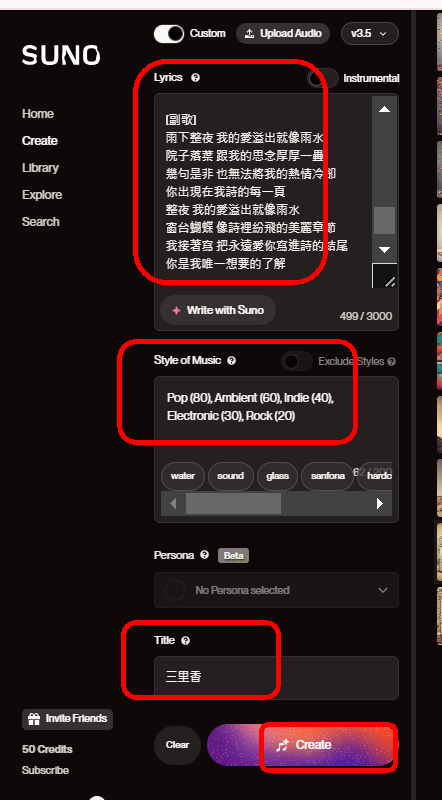 Custom
Upload Audio
v3.5
SUNO
Lyrics
Instrumental
Home
Create
Library
Explore
Search
[副歌]
雨下整夜 我的愛溢出就像雨水
院子落葉 跟我的思念厚厚一疊
幾句是非 也無法將我的熱情冷卻
你出現在我詩的每一頁
整夜 我的愛溢出就像雨水
窗台蝴蝶 像詩裡紛飛的美麗章節
我接著寫 把永遠愛你寫進詩的結尾
你是我唯一想要的了解
Write with Suno
499 / 3000
Style of Music
Exclude Styles
Pop (80), Ambient (60), Indie (40),
Electronic (30), Rock (20)
water
sound
glass
sanfona
hardc
Persona
Beta
No Persona selected
Title
三里香
Invite Friends
50 Credits
Subscribe
Clear
Create